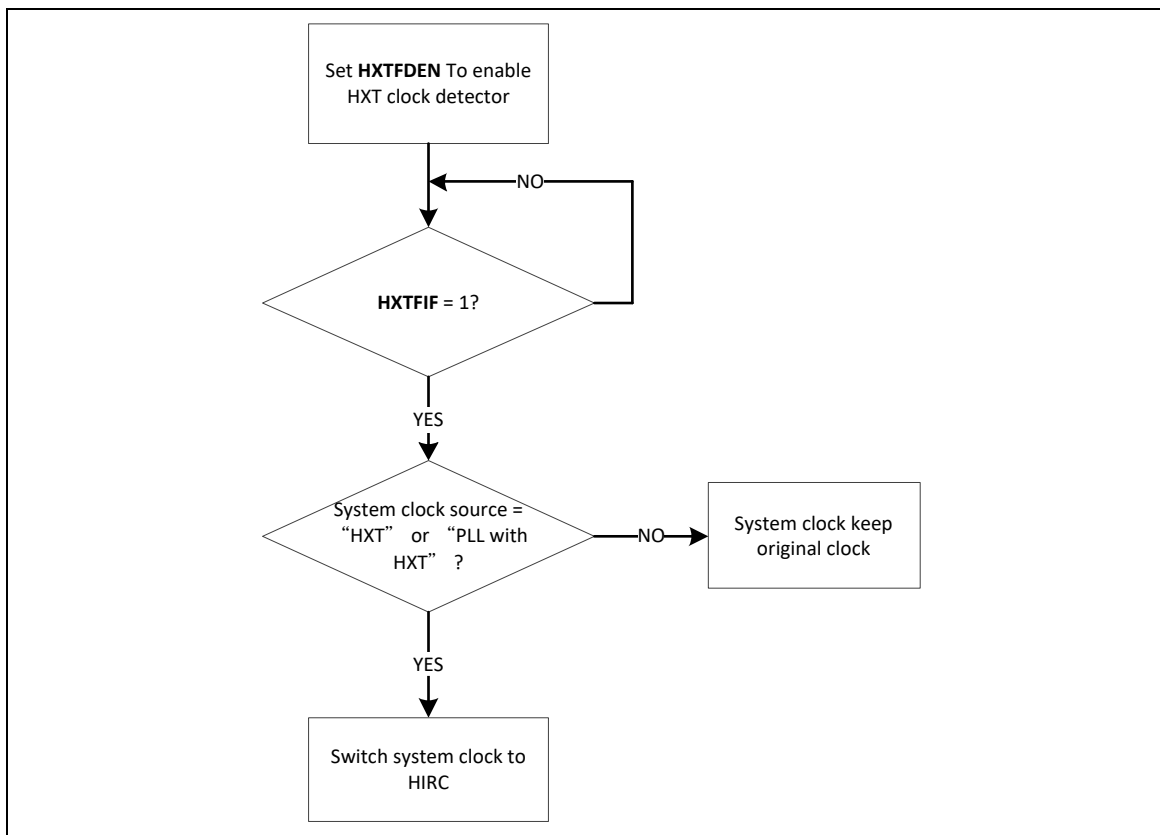 Set HXTFDEN To enable
HXT clock detector
NO
HXTFIF = 1?
YES
System clock source =
“HXT” or “PLL with
HXT” ?
NO
System clock keep
original clock
YES
Switch system clock to
HIRC